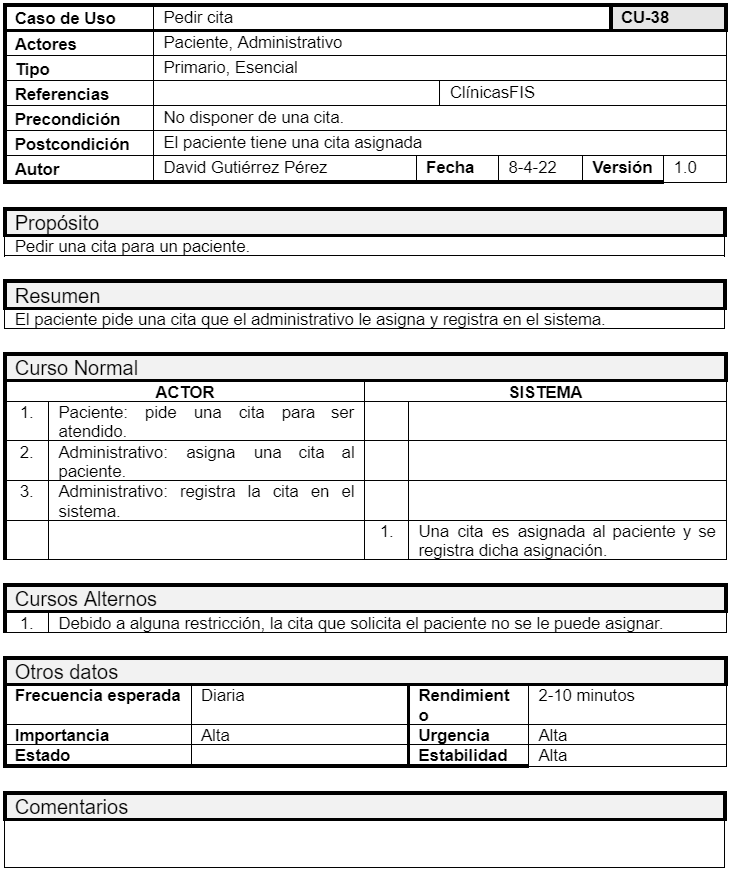 Caso de Uso Pedir cita CU-38
Actores Paciente, Administrativo
Tipo Primario, Esencial
Referencias ClínicasFIS
Precondición No disponer de una cita.
Postcondición El paciente tiene una cita asignada
Autor David Gutiérrez Pérez Fecha 8-4-22 Versión 1.0
Propósito
Pedir una cita para un paciente.
Resumen
El paciente pide una cita que el administrativo le asigna y registra en el sistema.
Curso Normal
ACTOR SISTEMA
1. Paciente: pide una cita para ser
atendido.
2. Administrativo: asigna una cita al
paciente.
3. Administrativo: registra la cita en el
sistema.
1. Una cita es asignada al paciente y se
registra dicha asignación.
Cursos Alternos
1. Debido a alguna restricción, la cita que solicita el paciente no se le puede asignar.
Otros datos
Frecuencia esperada Diaria Rendimient 2-10 minutos
o
Importancia Alta Urgencia Alta
Estado Estabilidad Alta
Comentarios